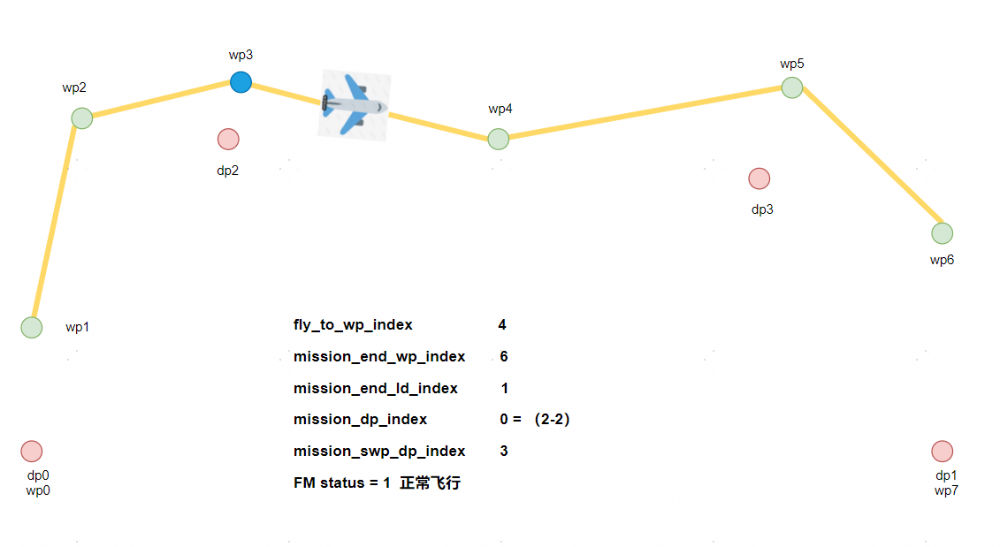 wp3
wp5
wp2
wp4
dp2
dp3
wp6
wp1
fly_to_wp_index 4
mission_end_wp_index 6
mission_end_ld_index 1
mission_dp_index 0 = （2-2）
mission_swp_dp_index 3
FM status = 1 正常飞行
dp0
wp0
dp1
wp7